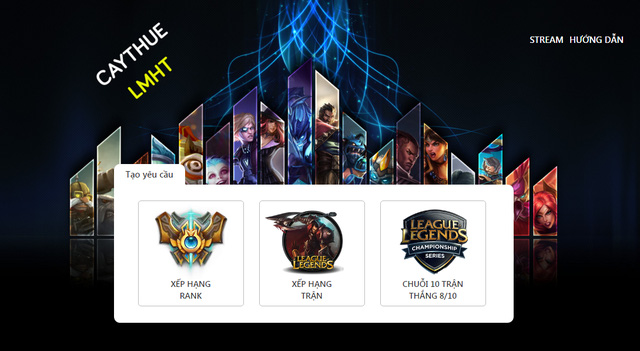 CAYTHUE
LMHT
STREAM HƯỚNG DẪN
Tạo yêu cầu
LEAGUE of LEGENDS
LEAGUE of LEGENDS
CHAMPIONSHIP
SERIES
XẾP HẠNG
RANK
XẾP HẠNG
TRẬN
CHUỖI 10 TRẬN
THẮNG 8/10